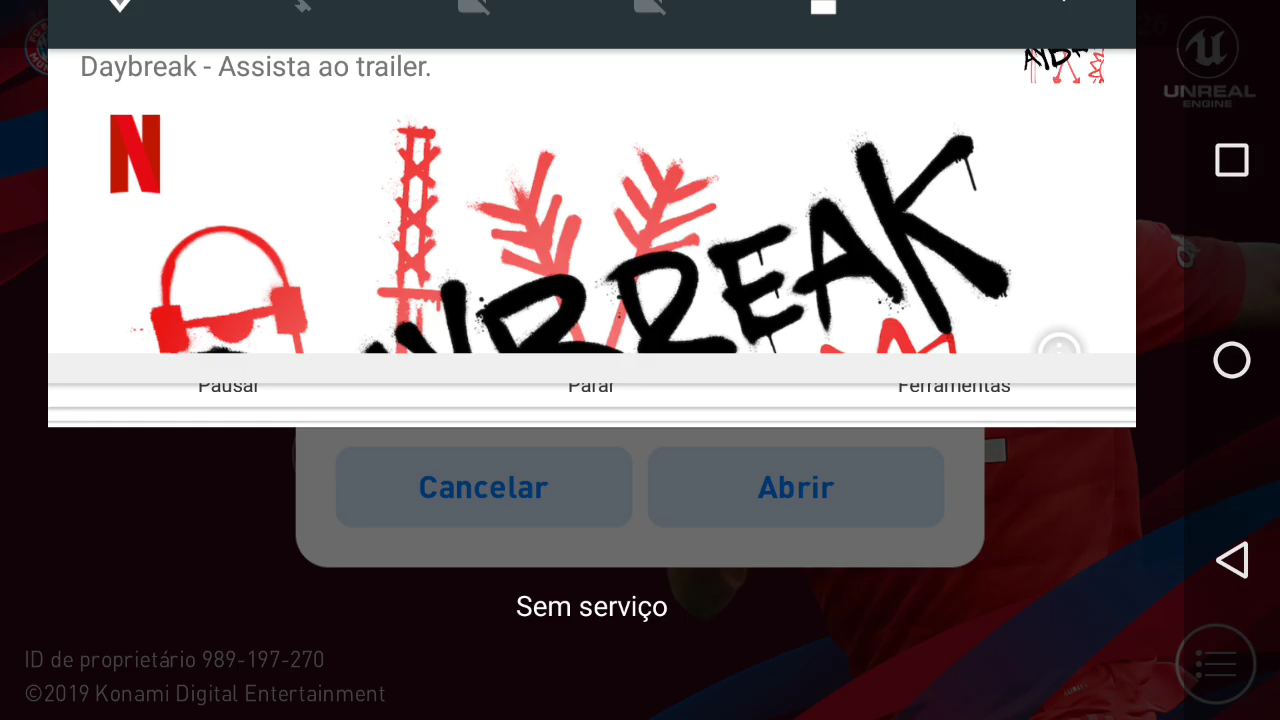 Daybreak - Assista ao trailer.
N
UNREAL
ENGINE
Pausar
Parar
Ferramentas
Cancelar
Abrir
Sem serviço
ID de proprietário 989-197-270
©2019 Konami Digital Entertainment